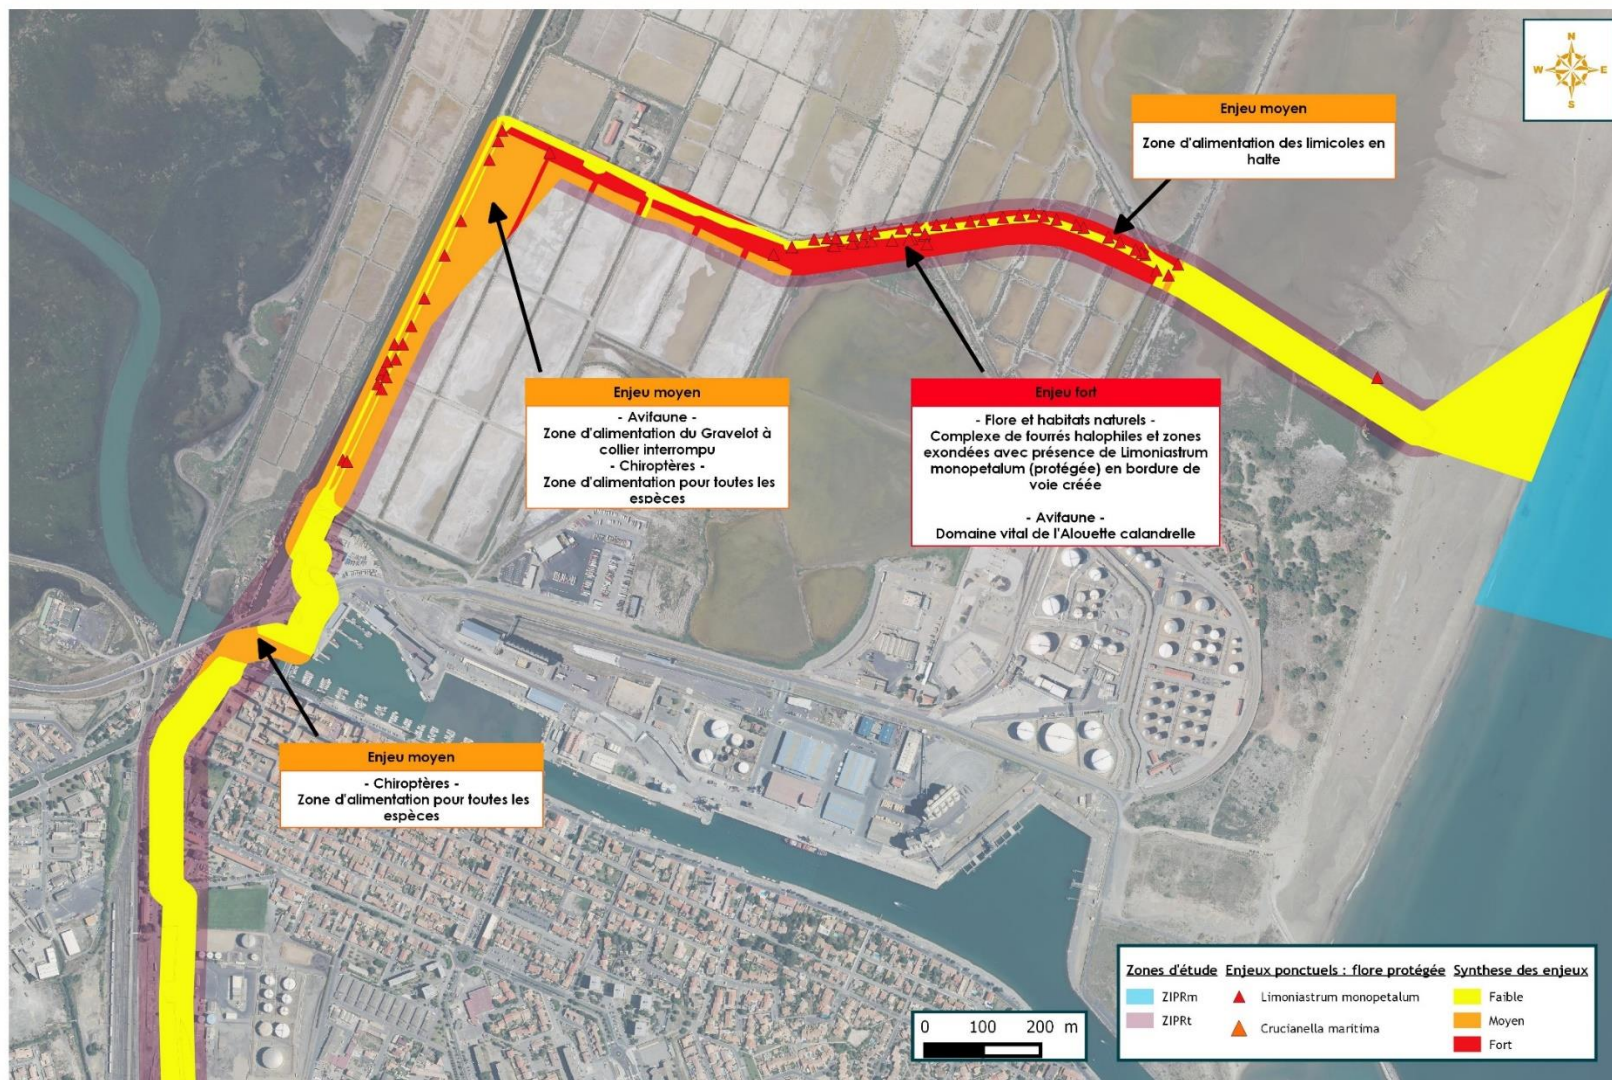 N
W E
S
Enjeu moyen
Zone d'alimentation des limicoles en
halte
Enjeu moyen
- Avifaune -
Zone d'alimentation du Gravelot à
collier interrompu
- Chiroptères -
Zone d'alimentation pour toutes les
espèces
Enjeu fort
- Flore et habitats naturels -
Complexe de fourrés halophiles et zones
exondées avec présence de Limoniastrum
monopetalum (protégée) en bordure de
voie créée
- Avifaune -
Domaine vital de l'Alouette calandrelle
Enjeu moyen
- Chiroptères -
Zone d'alimentation pour toutes les
espèces
0 100 200 m
Zones d'étude Enjeux ponctuels : flore protégée Synthese des enjeux
ZIPRm Limoniastrum monopetalum Faible
ZIPRt Crucianella maritima Moyen
Fort